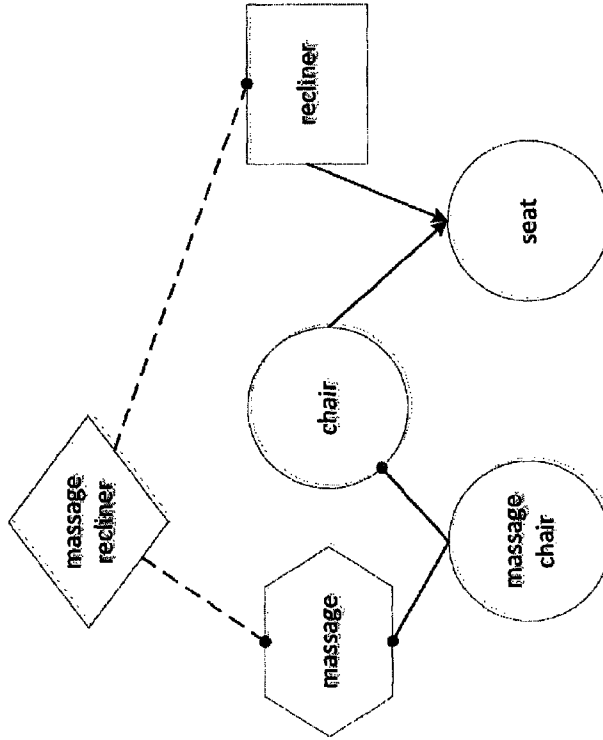 massage
recliner
recliner
chair
seat
massage
massage
chair